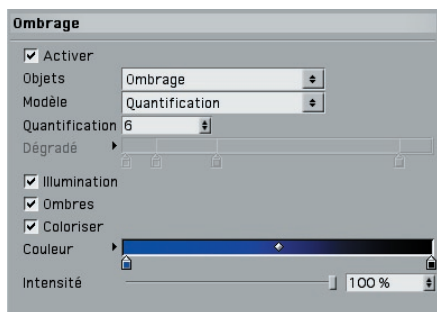 Ombrage
Activer
Objets Ombrage
Modèle Quantification
Quantification 6
Dégradé
Illumination
Ombres
Coloriser
Couleur
Intensité 100 %